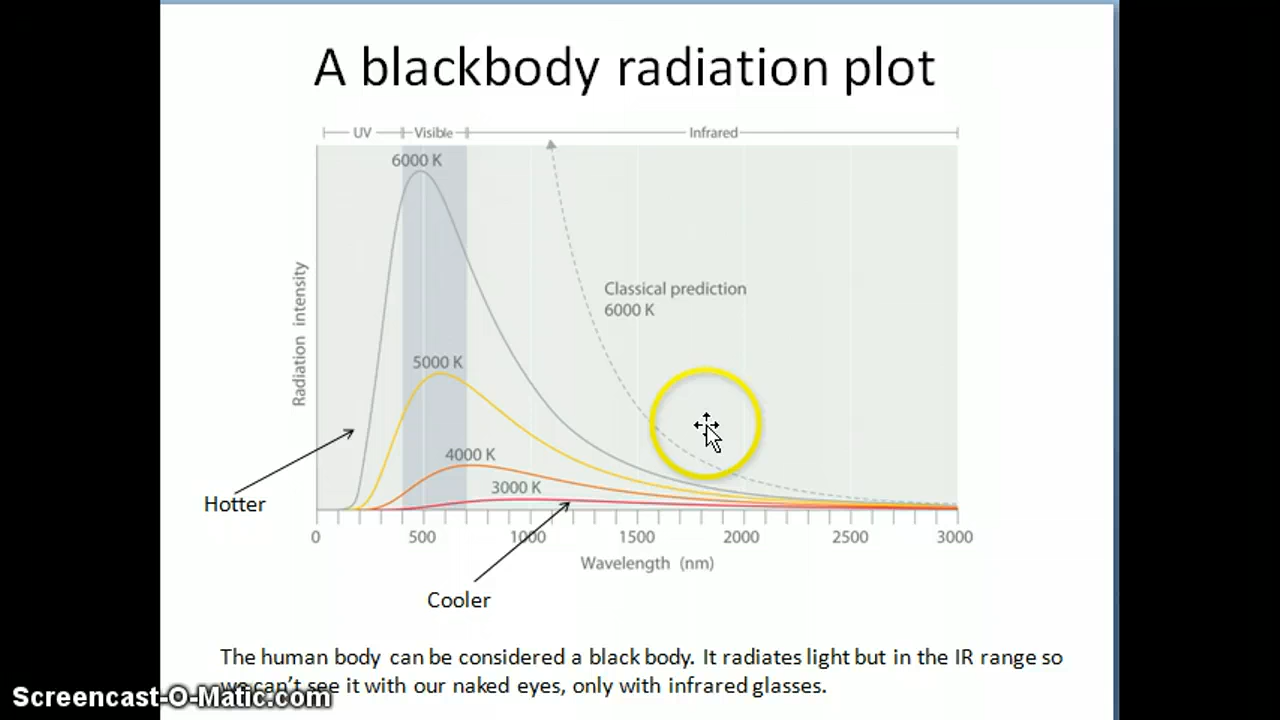 A blackbody radiation plot
UV Visible Infrared
6000 K
Classical prediction
6000 K
Radiation intensity
5000 K
4000 K
3000 K
Hotter
0 500 1000 1500 2000 2500 3000
Wavelength (nm)
Cooler
The human body can be considered a black body. It radiates light but in the IR range so
we can't see it with our naked eyes, only with infrared glasses.
Screencast-O-Matic.com